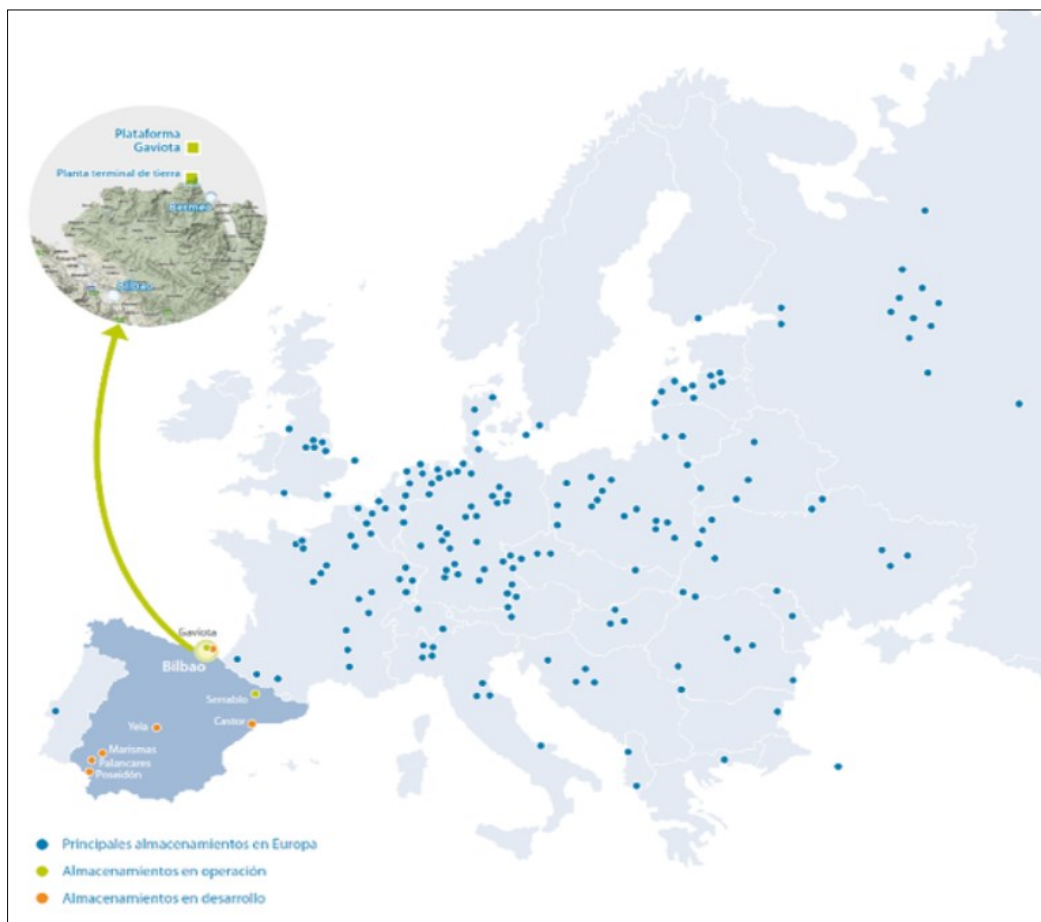 Plataforma
Gaviota
Planta terminal de tierra
Bermeo
Bilbao
Gaviota
Bilbao
Serrablo
Yela
Castor
Marismas
Palancares
Poseidón
Principales almacenamientos en Europa
Almacenamientos en operación
Almacenamientos en desarrollo